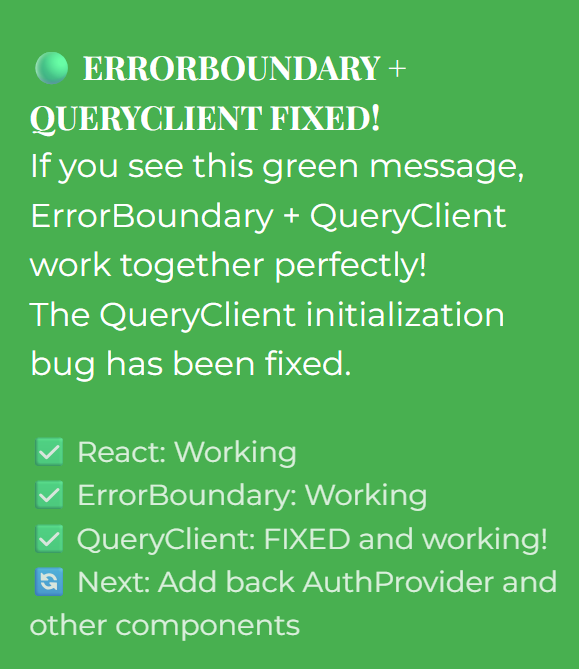 🟢 ERRORBOUNDARY +
QUERYCLIENT FIXED!
If you see this green message,
ErrorBoundary + QueryClient
work together perfectly!
The QueryClient initialization
bug has been fixed.
✅ React: Working
✅ ErrorBoundary: Working
✅ QueryClient: FIXED and working!
🔄 Next: Add back AuthProvider and
other components